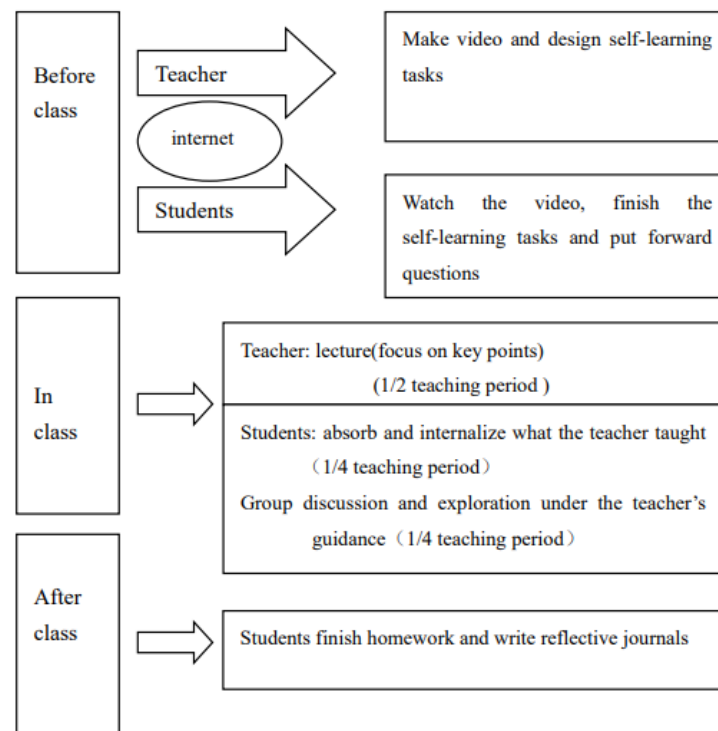 Before
class
Teacher
internet
Students
Make video and design self-learning
tasks
Watch the video, finish the
self-learning tasks and put forward
questions
In
class
Teacher: lecture(focus on key points)
(1/2 teaching period )
Students: absorb and internalize what the teacher taught
（1/4 teaching period）
Group discussion and exploration under the teacher’s
guidance（1/4 teaching period）
After
class
Students finish homework and write reflective journals